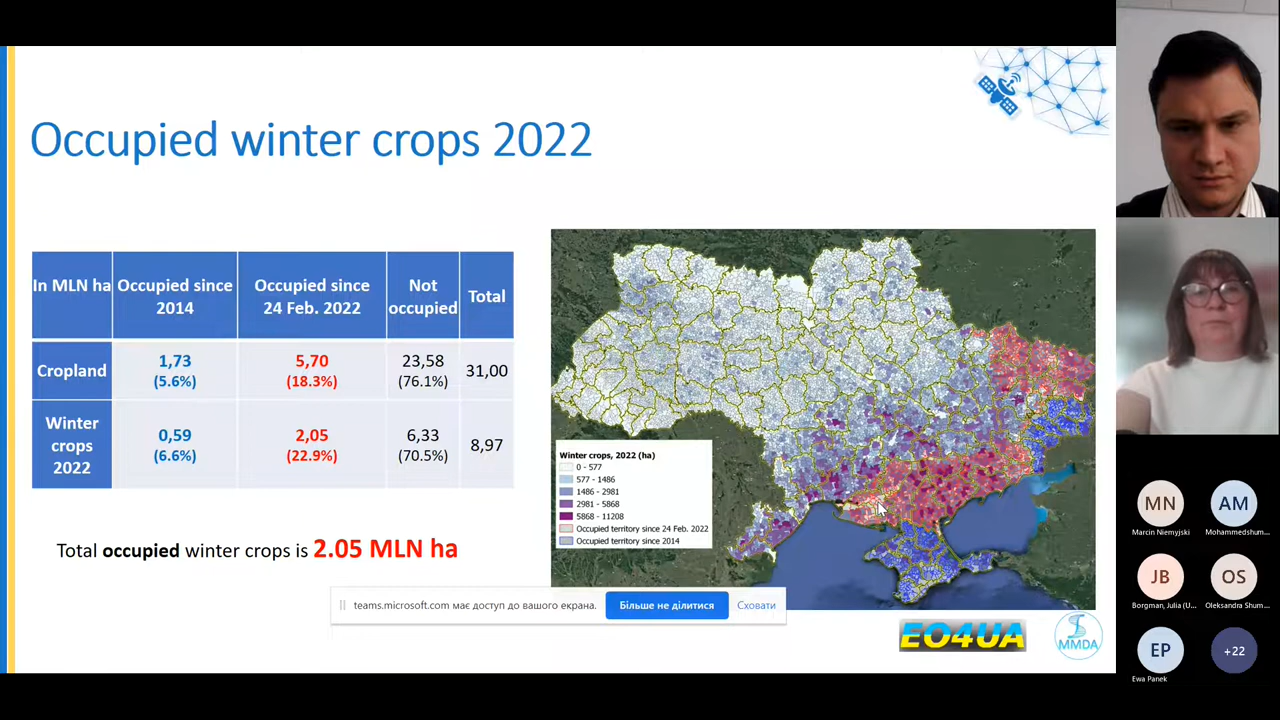 Occupied winter crops 2022
In MLN ha
Occupied since
2014
Occupied since
24 Feb. 2022
Not
occupied
Total
Cropland
1,73
(5.6%)
5,70
(18.3%)
23,58
(76.1%)
31,00
Winter
crops
2022
0,59
(6.6%)
2,05
(22.9%)
6,33
(70.5%)
8,97
Total occupied winter crops is 2.05 MLN ha
Winter crops, 2022 (ha)
0 - 577
577 - 1486
1486 - 2981
2981 - 5868
5868 - 11208
Occupied territory since 24 Feb. 2022
Occupied territory since 2014
teams.microsoft.com має доступ до вашого екрана.
Більше не ділитися
Сховати
EO4UA
MMDA
MN
Marcin Niemyjski
AM
Mohammedshum...
JB
Borgman, Julia (U...
OS
Oleksandra Shum...
EP
Ewa Panek
+22